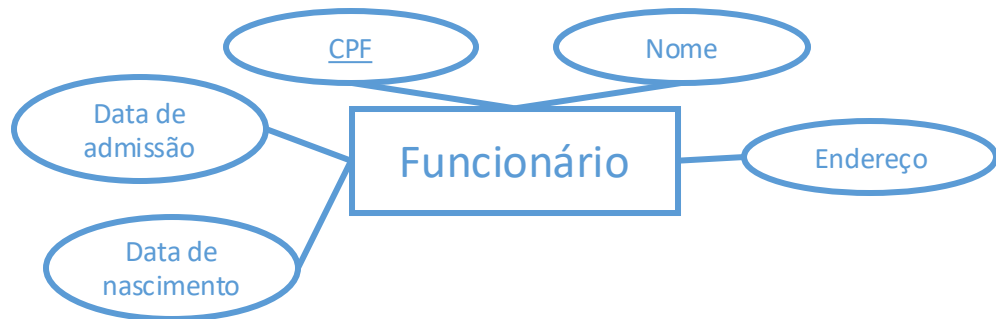 CPF
Nome
Data de
admissão
Funcionário
Endereço
Data de
nascimento